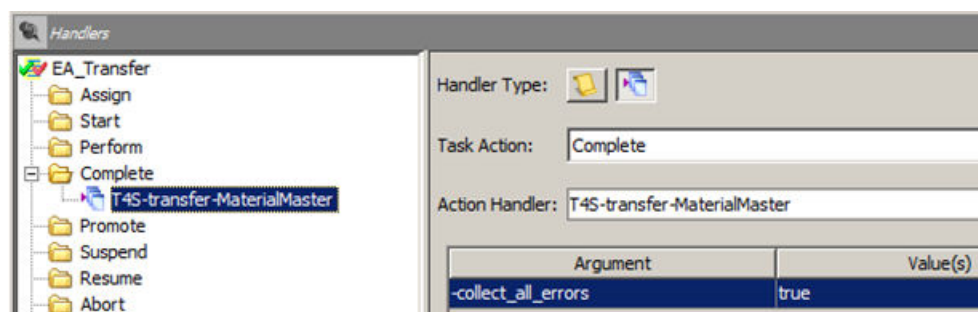 Handlers
EA_Transfer
Assign
Start
Perform
Complete
T4S-transfer-MaterialMaster
Promote
Suspend
Resume
Abort
Handler Type:
Task Action: Complete
Action Handler: T4S-transfer-MaterialMaster
Argument Value(s)
-collect_all_errors true